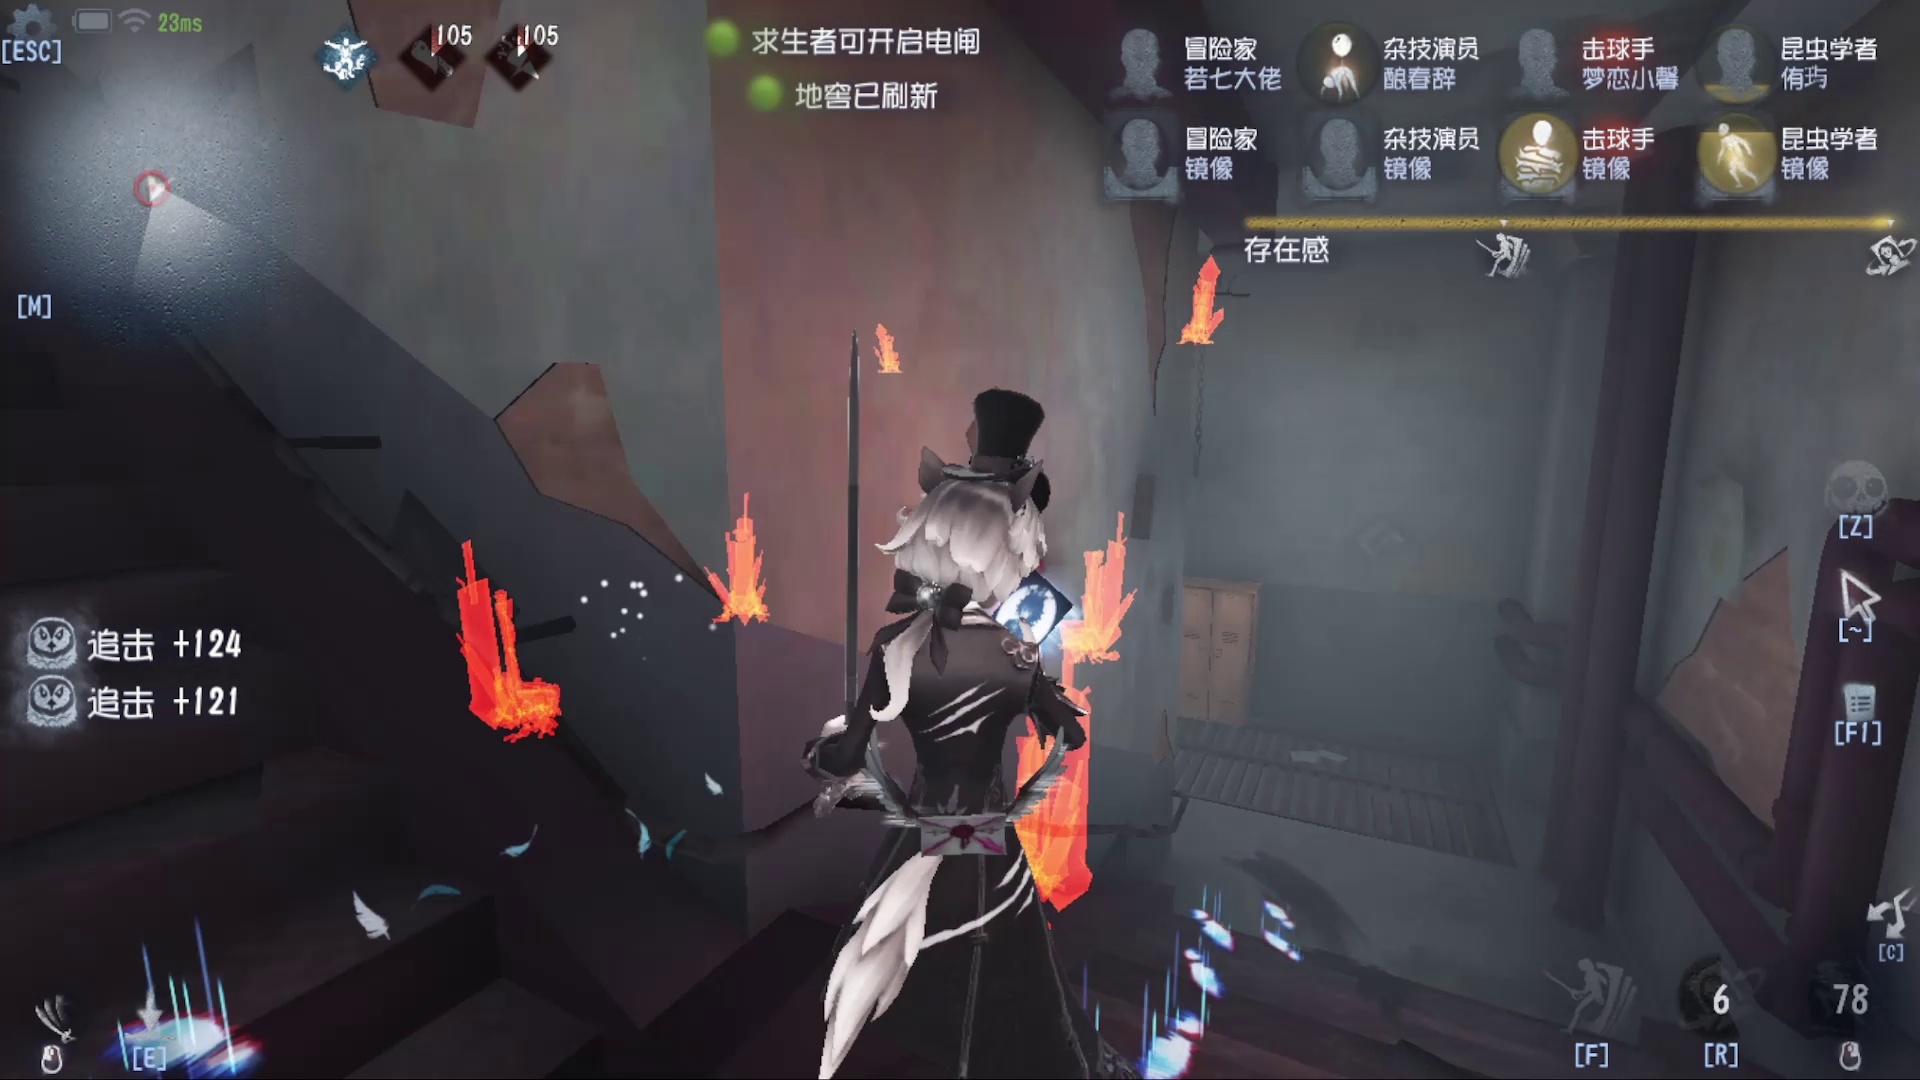 23ms
[ESC]
105
105
求生者可开启电闸
地窖已刷新
冒险家
若七大佬
杂技演员
酿春辞
击球手
梦恋小馨
昆虫学者
侑玙
冒险家
镜像
杂技演员
镜像
击球手
镜像
昆虫学者
镜像
存在感
[M]
[Z]
[~]
[F1]
追击 +124
追击 +121
[C]
[E]
[F]
6
[R]
78